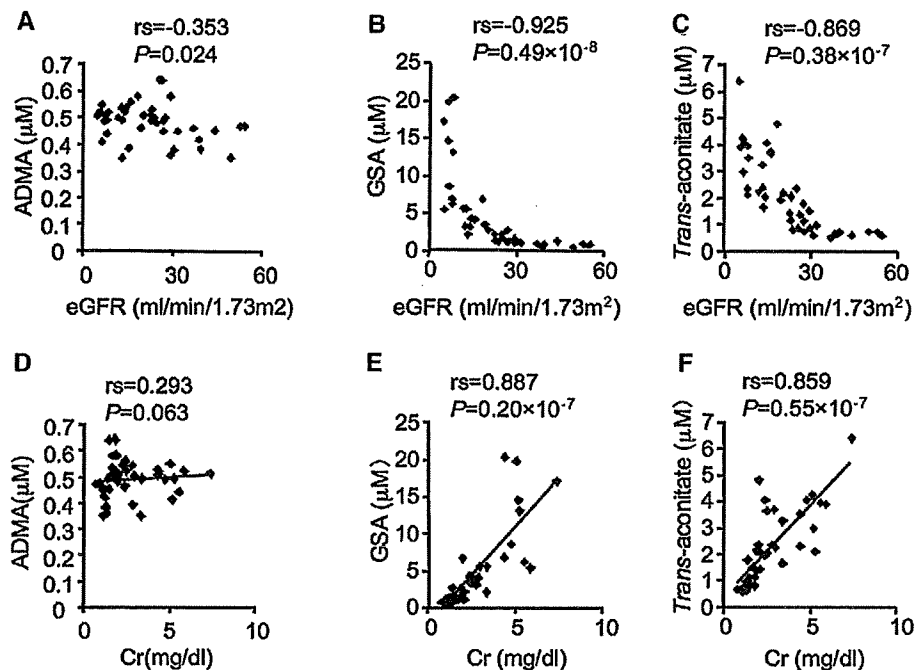 A
rs=-0.353
P=0.024
0.7
0.6
0.5
0.4
0.3
0.2
0.1
0
ADMA (μM)
0 30 60
eGFR (ml/min/1.73m2)
B
rs=-0.925
P=0.49×10-8
25
20
15
10
5
0
GSA (μM)
0 30 60
eGFR (ml/min/1.73m2)
C
rs=-0.869
P=0.38×10-7
7
6
5
4
3
2
1
0
Trans-aconitate (μM)
0 30 60
eGFR (ml/min/1.73m2)
D
rs=0.293
P=0.063
0.7
0.6
0.5
0.4
0.3
0.2
0.1
0
ADMA(μM)
0 5 10
Cr(mg/dl)
E
rs=0.887
P=0.20×10-7
25
20
15
10
5
0
GSA (μM)
0 5 10
Cr (mg/dl)
F
rs=0.859
P=0.55×10-7
7
6
5
4
3
2
1
0
Trans-aconitate (μM)
0 5 10
Cr (mg/dl)